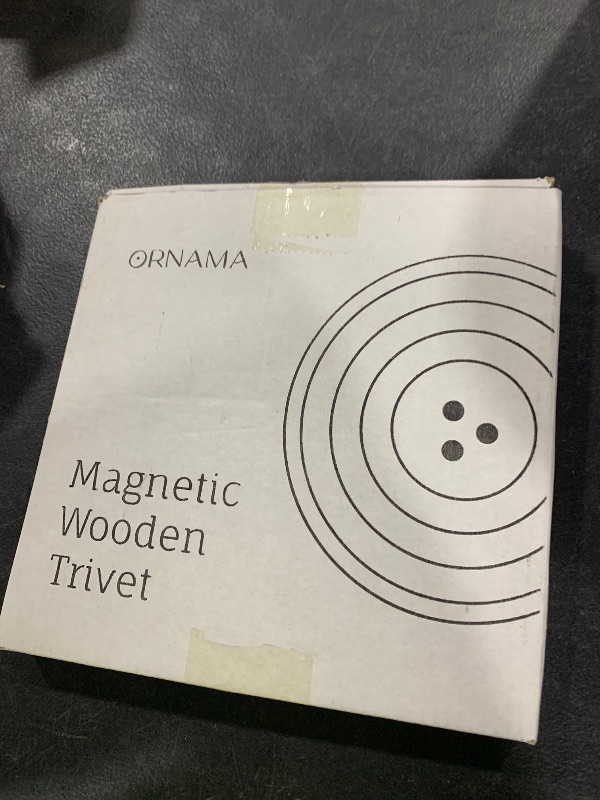 ORNAMA
Magnetic
Wooden
Trivet